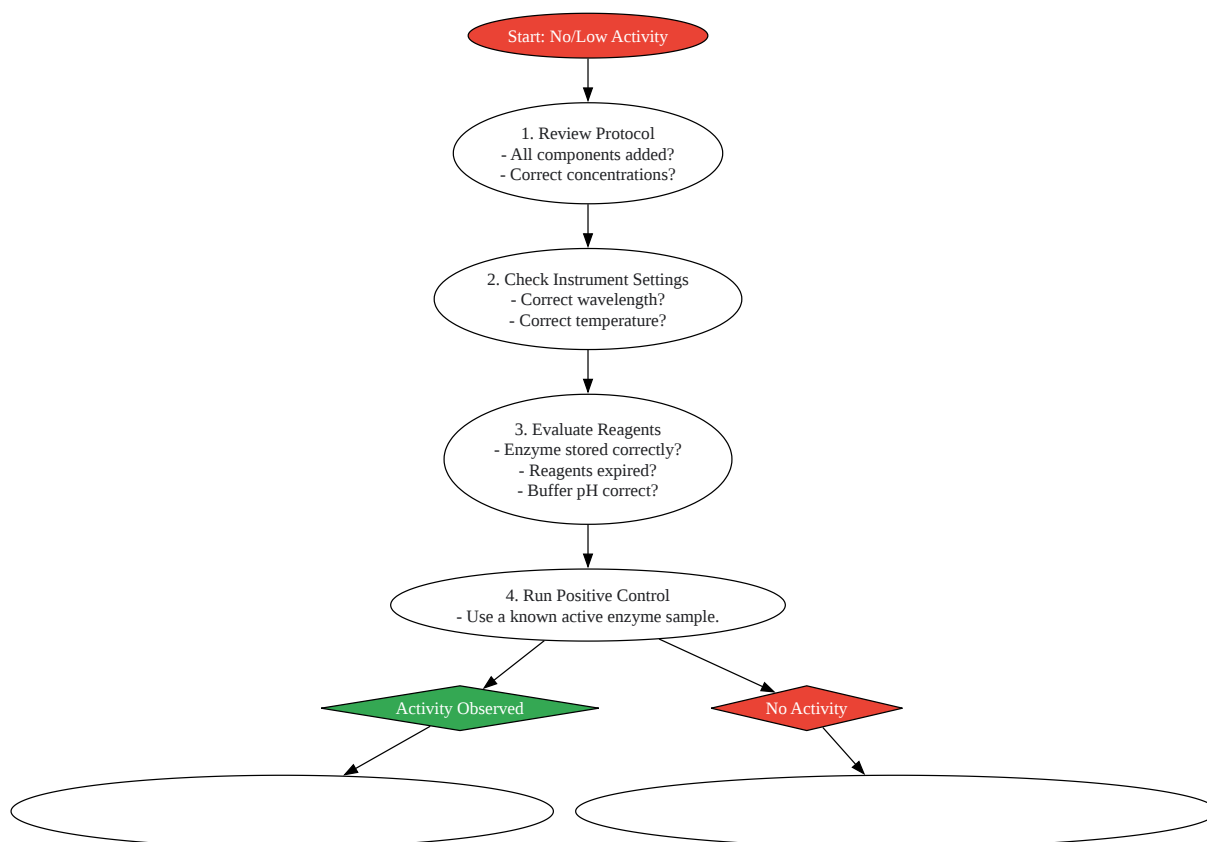 Start: No/Low Activity
1. Review Protocol
- All components added?
- Correct concentrations?
2. Check Instrument Settings
- Correct wavelength?
- Correct temperature?
3. Evaluate Reagents
- Enzyme stored correctly?
- Reagents expired?
- Buffer pH correct?
4. Run Positive Control
- Use a known active enzyme sample.
Activity Observed
No Activity